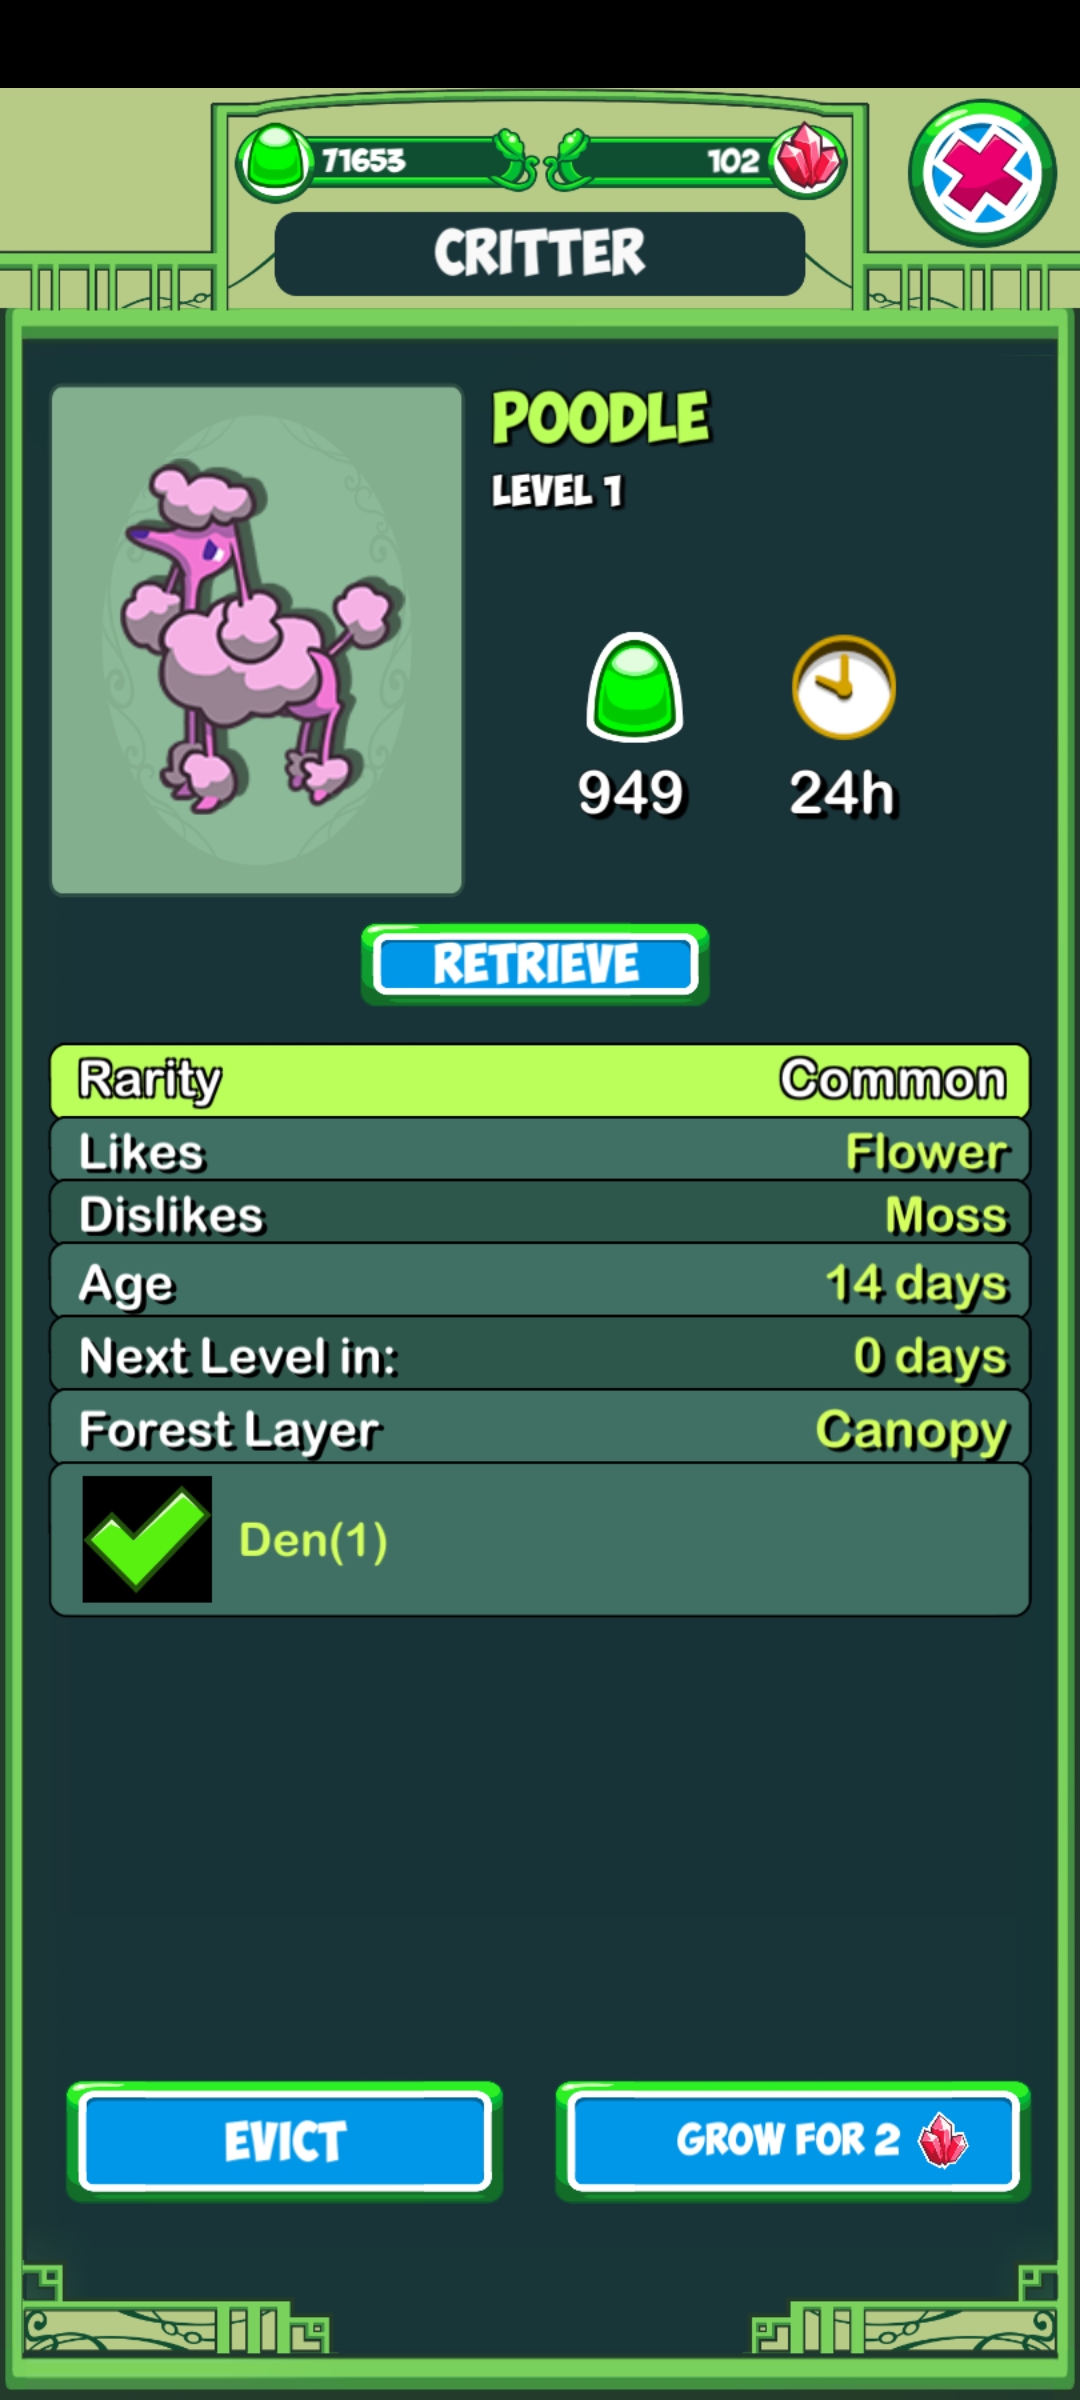 71653 102
CRITTER
POODLE
LEVEL 1
949 24h
RETRIEVE
Rarity Common
Likes Flower
Dislikes Moss
Age 14 days
Next Level in: 0 days
Forest Layer Canopy
Den(1)
EVICT GROW FOR 2